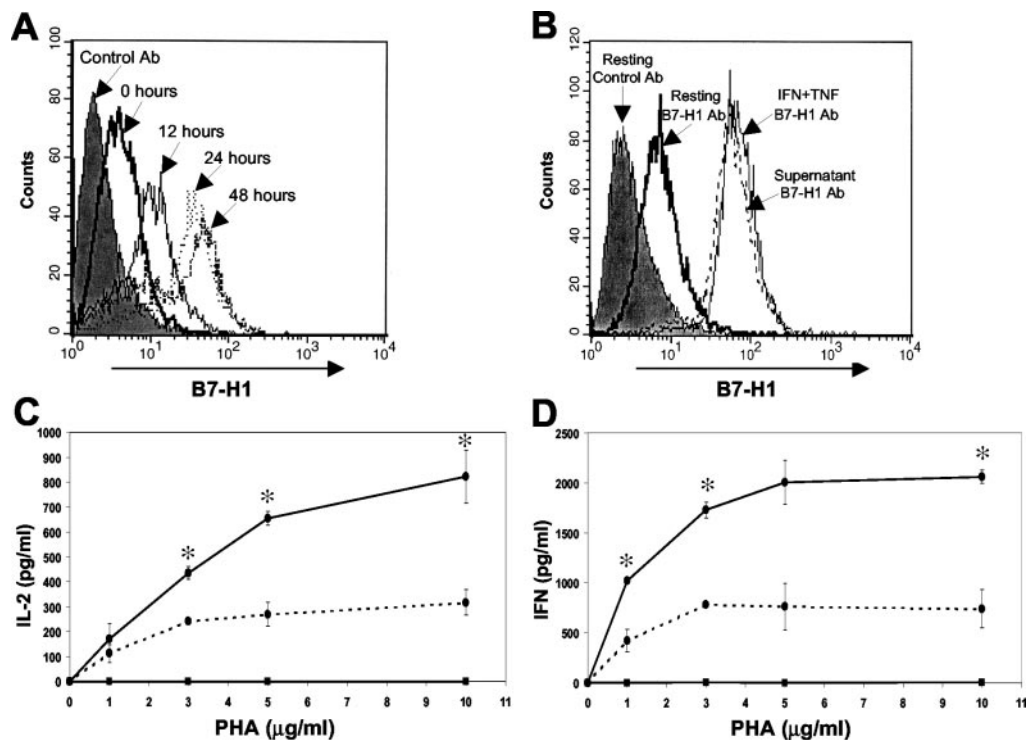 A
Counts
100
80
60
40
20
0
Control Ab
0 hours
12 hours
24 hours
48 hours
10⁰ 10¹ 10² 10³ 10⁴
B7-H1
B
Counts
120
100
80
60
40
20
0
Resting
Control Ab
Resting
B7-H1 Ab
IFN+TNF
B7-H1 Ab
Supernatant
B7-H1 Ab
10⁰ 10¹ 10² 10³ 10⁴
B7-H1
C
IL-2 (pg/ml)
1000
900
800
700
600
500
400
300
200
100
0
* * *
0 1 2 3 4 5 6 7 8 9 10 11
PHA (μg/ml)
D
IFN (pg/ml)
2500
2000
1500
1000
500
0
* * *
0 1 2 3 4 5 6 7 8 9 10 11
PHA (μg/ml)